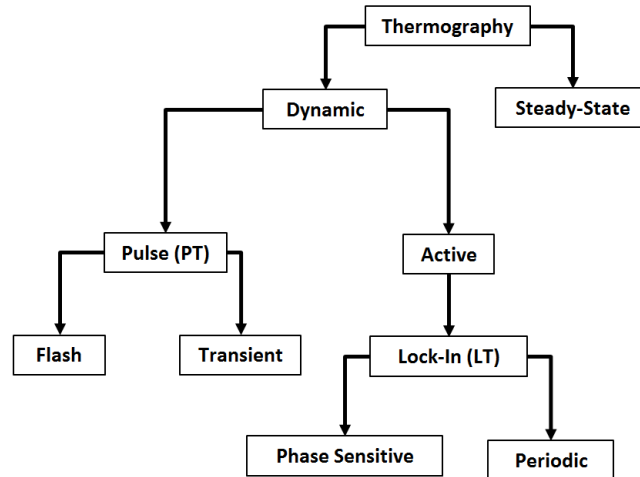 Thermography
Dynamic
Steady-State
Pulse (PT)
Active
Flash
Transient
Lock-In (LT)
Phase Sensitive
Periodic